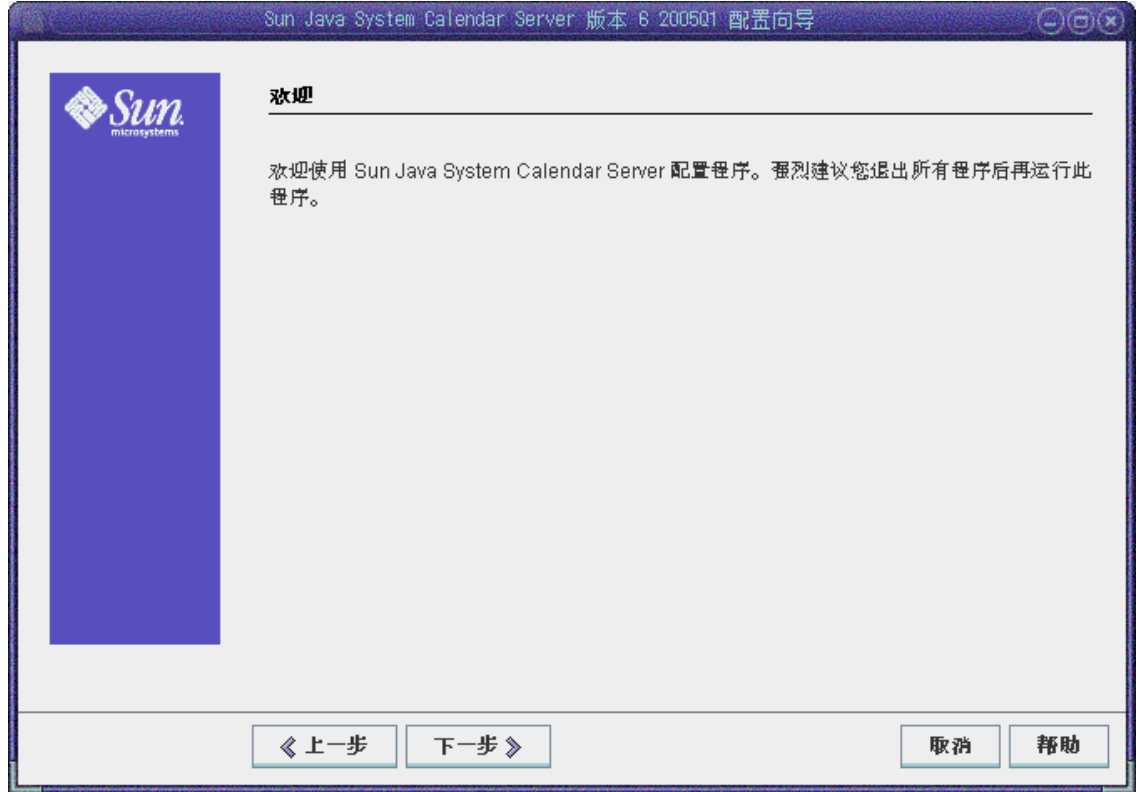 Sun Java System Calendar Server 版本 6 2005Q1 配置向导
Sun
microsystems
欢迎
欢迎使用 Sun Java System Calendar Server 配置程序。强烈建议您退出所有程序后再运行此
程序。
上一步
下一步
取消
帮助